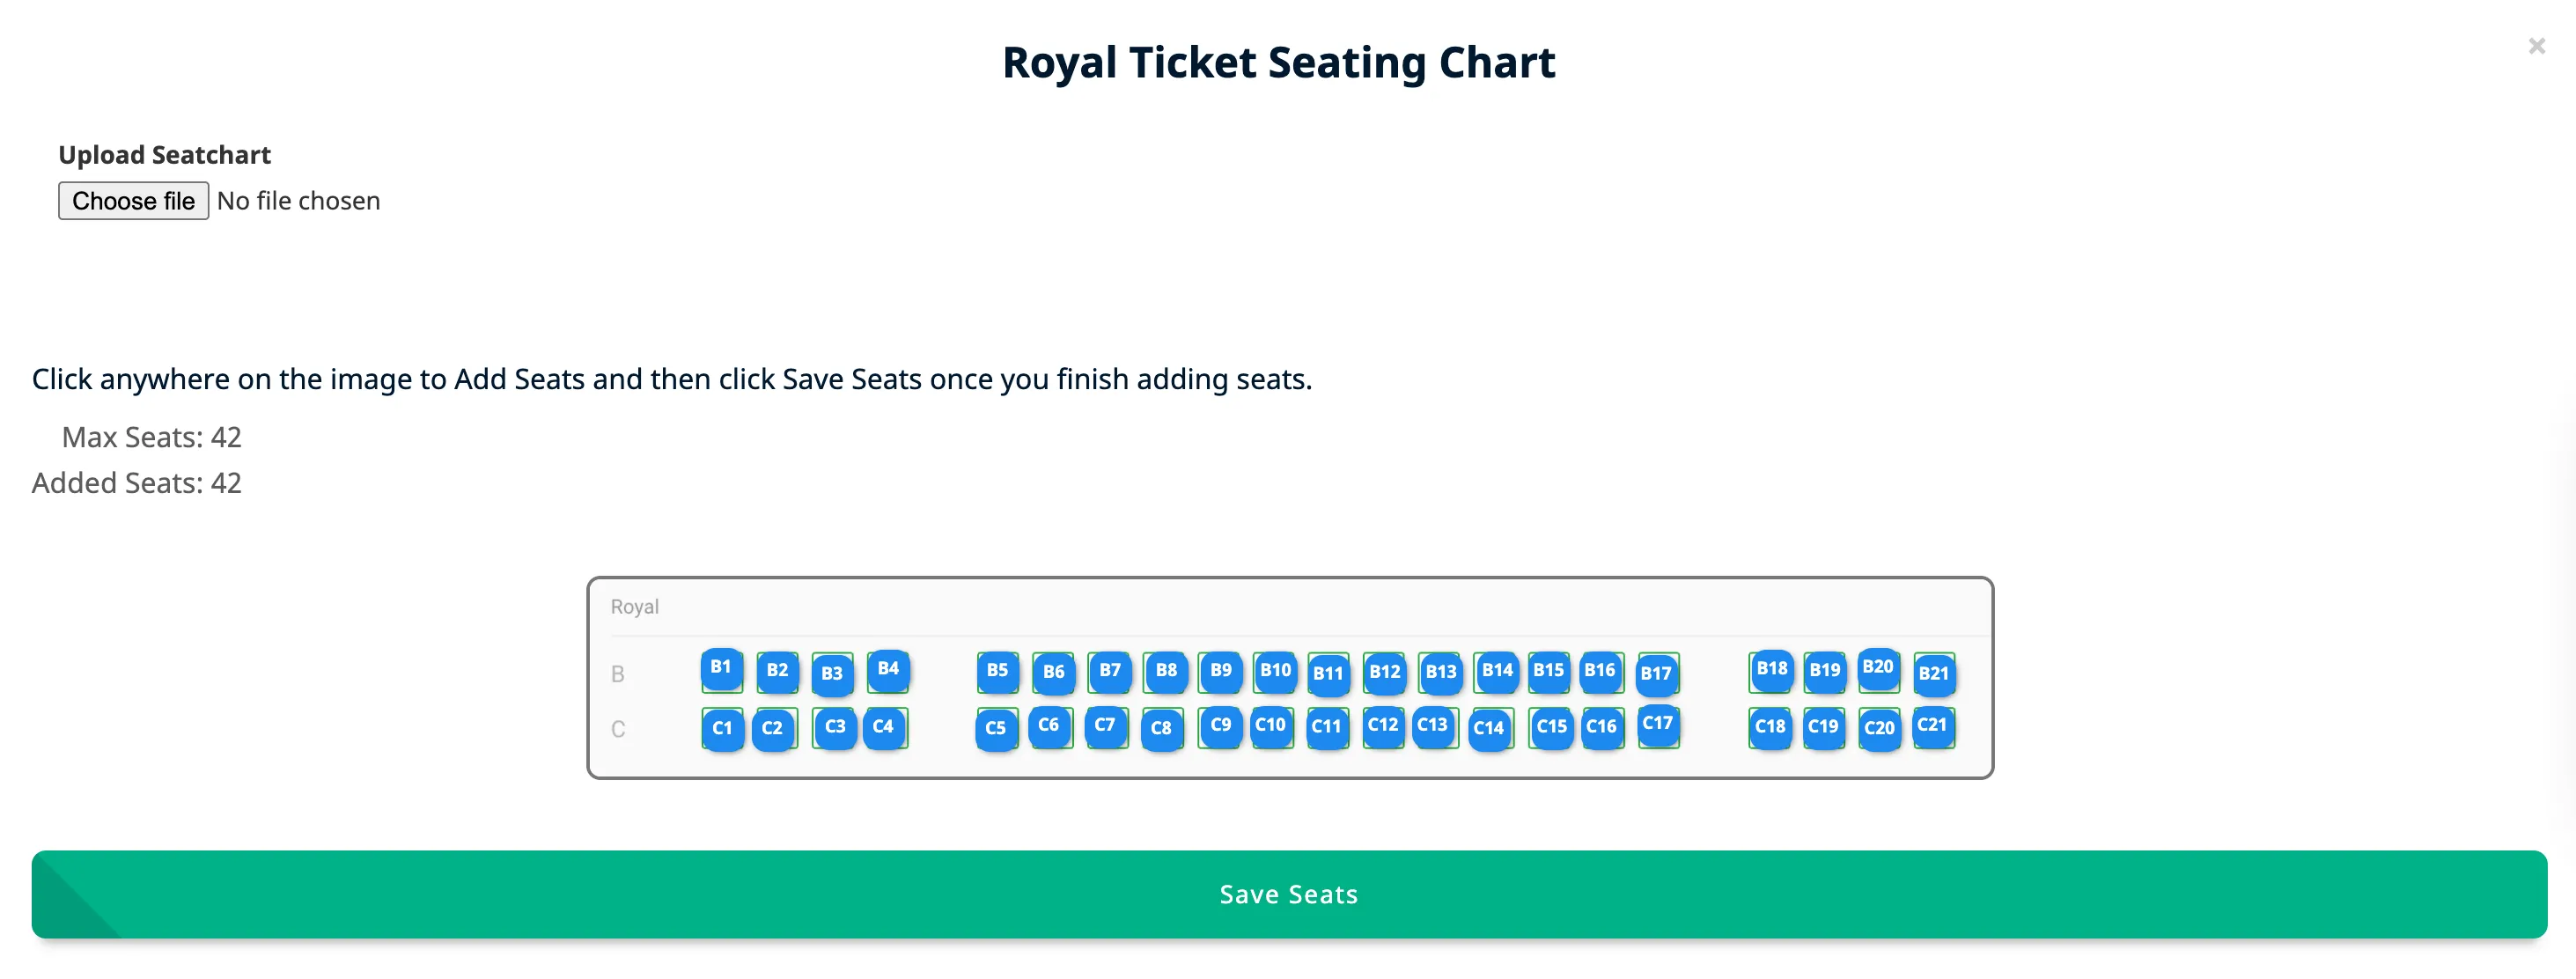 Royal Ticket Seating Chart
×
Upload Seatchart
Choose file No file chosen
Click anywhere on the image to Add Seats and then click Save Seats once you finish adding seats.
Max Seats: 42
Added Seats: 42
Royal
B B1 B2 B3 B4 B5 B6 B7 B8 B9 B10 B11 B12 B13 B14 B15 B16 B17 B18 B19 B20 B21
C C1 C2 C3 C4 C5 C6 C7 C8 C9 C10 C11 C12 C13 C14 C15 C16 C17 C18 C19 C20 C21
Save Seats